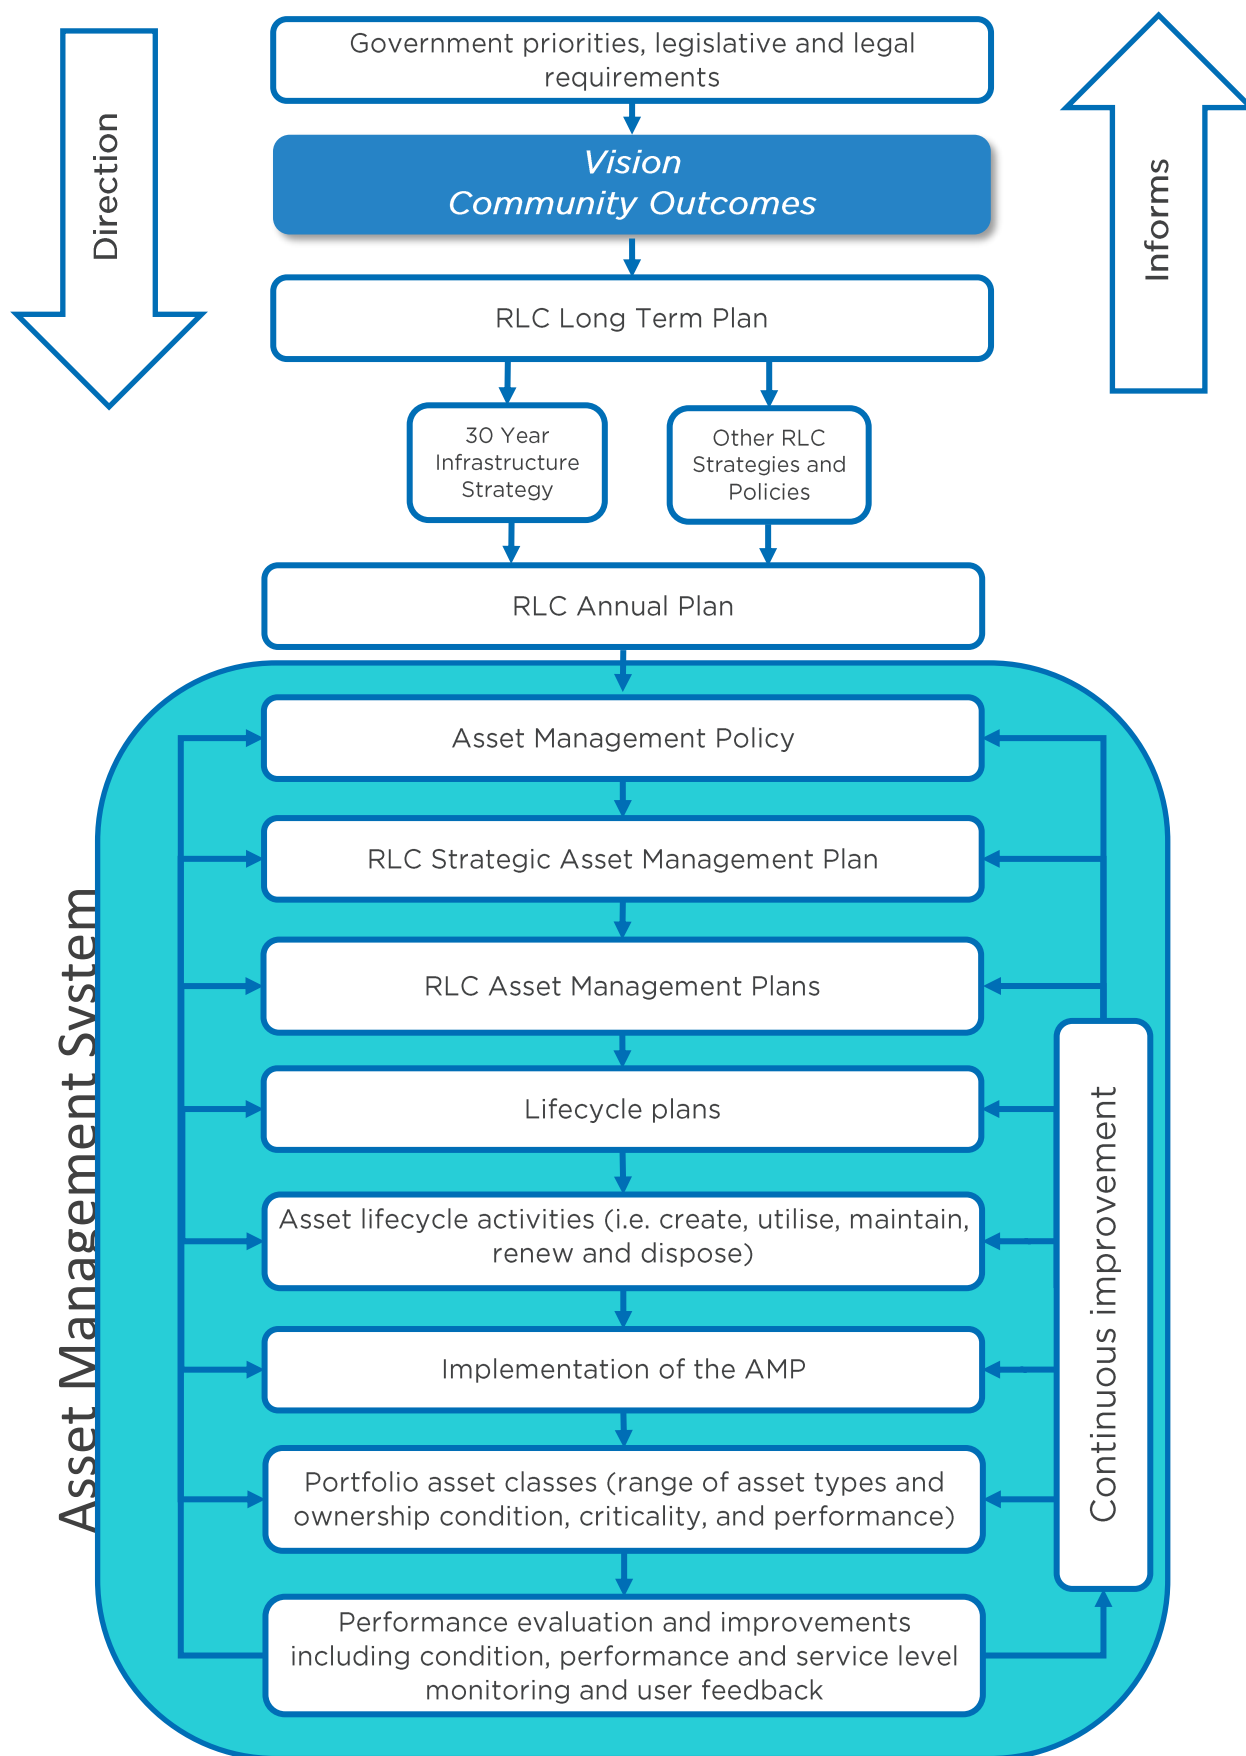 Government priorities, legislative and legal
requirements
Direction
Informs
Vision
Community Outcomes
RLC Long Term Plan
30 Year
Infrastructure
Strategy
Other RLC
Strategies and
Policies
RLC Annual Plan
Asset Management System
Asset Management Policy
RLC Strategic Asset Management Plan
RLC Asset Management Plans
Lifecycle plans
Asset lifecycle activities (i.e. create, utilise, maintain,
renew and dispose)
Implementation of the AMP
Portfolio asset classes (range of asset types and
ownership condition, criticality, and performance)
Performance evaluation and improvements
including condition, performance and service level
monitoring and user feedback
Continuous improvement